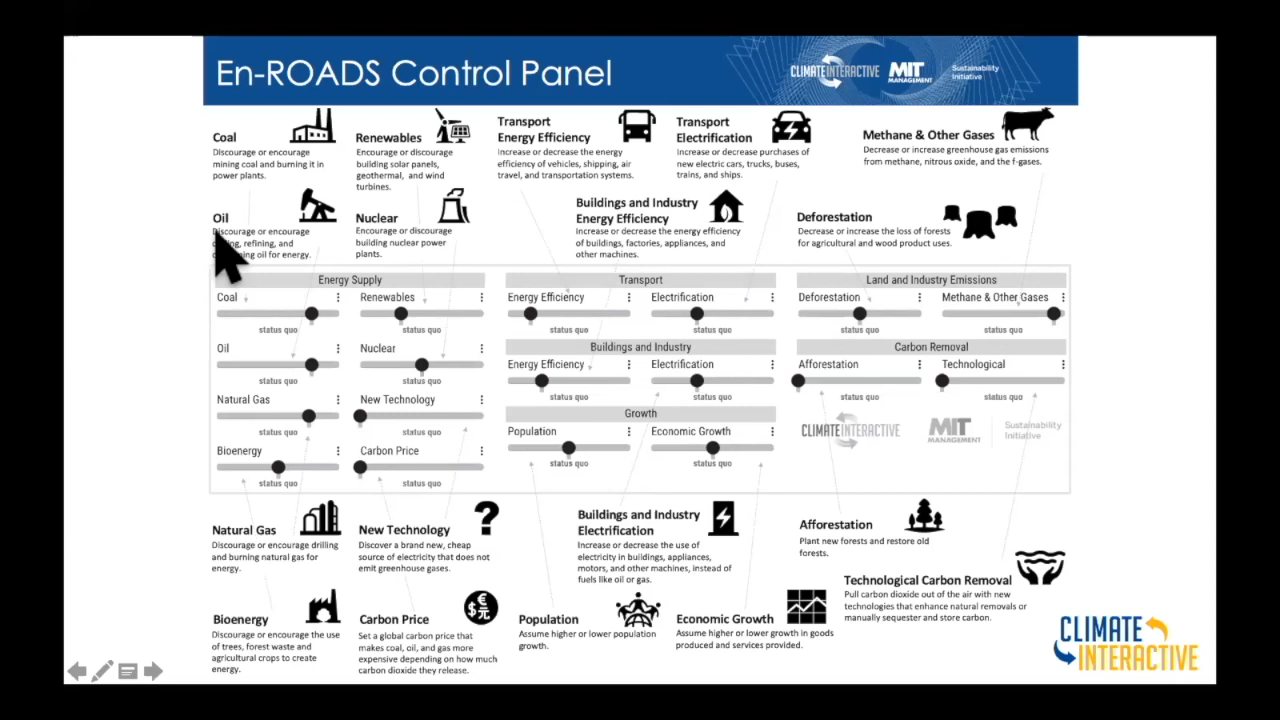 En-ROADS Control Panel
CLIMATE INTERACTIVE
MIT
MANAGEMENT
Sustainability
Initiative
Coal
Discourage or encourage
mining coal and burning it in
power plants.
Renewables
Encourage or discourage
building solar panels,
geothermal, and wind
turbines.
Transport
Energy Efficiency
Increase or decrease the energy
efficiency of vehicles, shipping, air
travel, and transportation systems.
Transport
Electrification
Increase or decrease purchases of
new electric cars, trucks, buses,
trains, and ships.
Methane & Other Gases
Decrease or increase greenhouse gas emissions
from methane, nitrous oxide, and the f-gases.
Oil
Discourage or encourage
refining, and
oil for energy.
Nuclear
Encourage or discourage
building nuclear power
plants.
Buildings and Industry
Energy Efficiency
Increase or decrease the energy efficiency
of buildings, factories, appliances, and
other machines.
Deforestation
Decrease or increase the loss of forests
for agricultural and wood product uses.
Energy Supply
Coal
status quo
Renewables
status quo
Oil
status quo
Nuclear
status quo
Natural Gas
status quo
New Technology
status quo
Bioenergy
status quo
Carbon Price
status quo
Transport
Energy Efficiency
status quo
Electrification
status quo
Buildings and Industry
Energy Efficiency
status quo
Electrification
status quo
Growth
Population
status quo
Economic Growth
status quo
Land and Industry Emissions
Deforestation
status quo
Methane & Other Gases
status quo
Carbon Removal
Afforestation
status quo
Technological
status quo
CLIMATE INTERACTIVE
MIT
MANAGEMENT
Sustainability
Initiative
Natural Gas
Discourage or encourage drilling
and burning natural gas for
energy.
New Technology
Discover a brand new, cheap
source of electricity that does not
emit greenhouse gases.
?
Buildings and Industry
Electrification
Increase or decrease the use of
electricity in buildings, appliances,
motors, and other machines, instead of
fuels like oil or gas.
Afforestation
Plant new forests and restore old
forests.
Technological Carbon Removal
Pull carbon dioxide out of the air with new
technologies that enhance natural removals or
manually sequester and store carbon.
Bioenergy
Discourage or encourage the use
of trees, forest waste and
agricultural crops to create
energy.
Carbon Price
Set a global carbon price that
makes coal, oil, and gas more
expensive depending on how much
carbon dioxide they release.
Population
Assume higher or lower population
growth.
Economic Growth
Assume higher or lower growth in goods
produced and services provided.
CLIMATE
INTERACTIVE